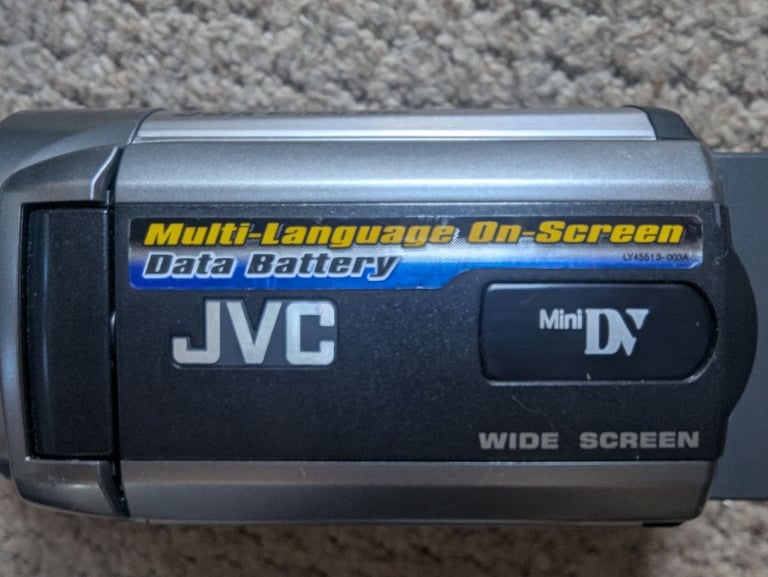 Multi-Language On-Screen
Data Battery
LY45513-003A
JVC
Mini DV
WIDE SCREEN